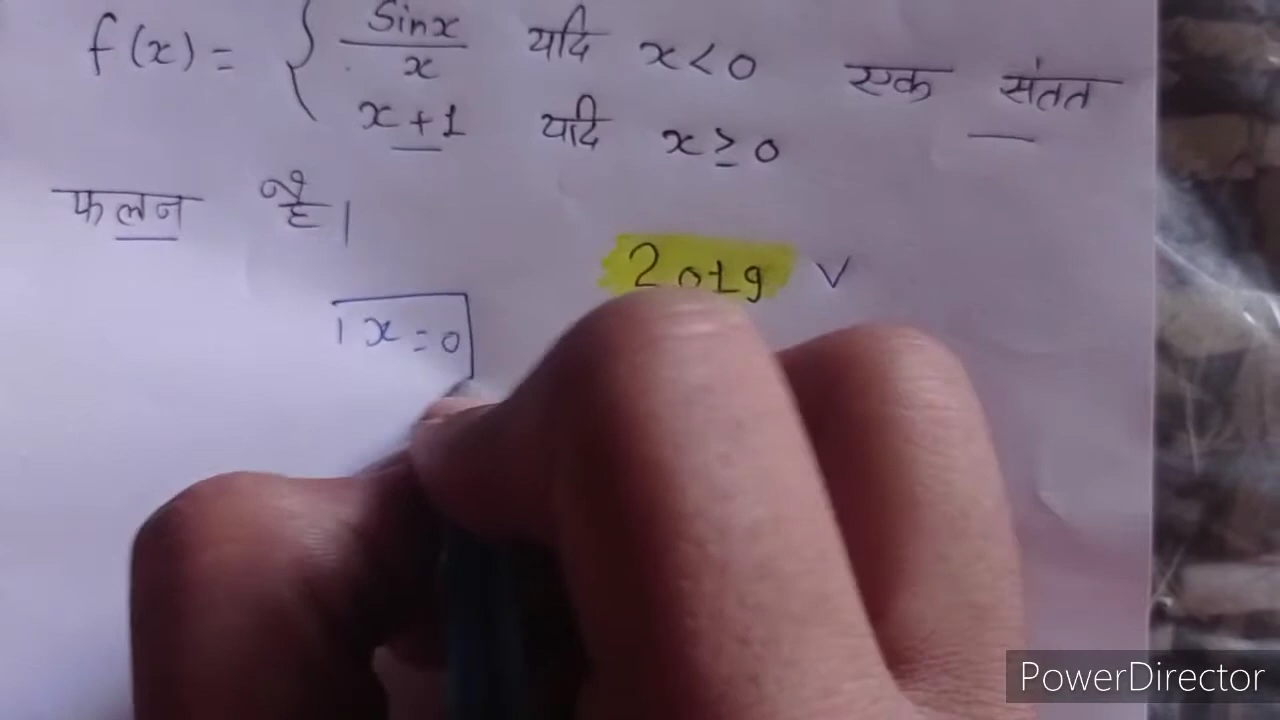 f(x) = { Sinx/x यदि x < 0 एक संतत
x + 1 यदि x ≥ 0
फलन है।
2019 V
x = 0
PowerDirector